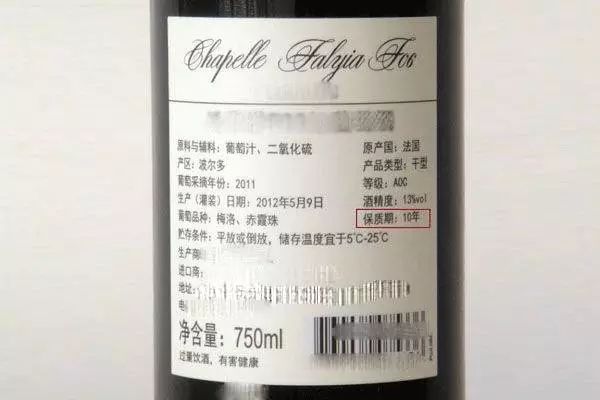 Chapelle Falyia Fos
原料与辅料：葡萄汁、二氧化硫 原产国：法国
产区：波尔多 产品类型：干型
葡萄采摘年份：2011 等级：AOC
生产（灌装）日期：2012年5月9日 酒精度：13%vol
葡萄品种：梅洛、赤霞珠 保质期：10年
贮存条件：平放或倒放，储存温度宜于5℃-25℃
生产商
进口商：
地址
电
净含量：750ml
过量饮酒，有害健康